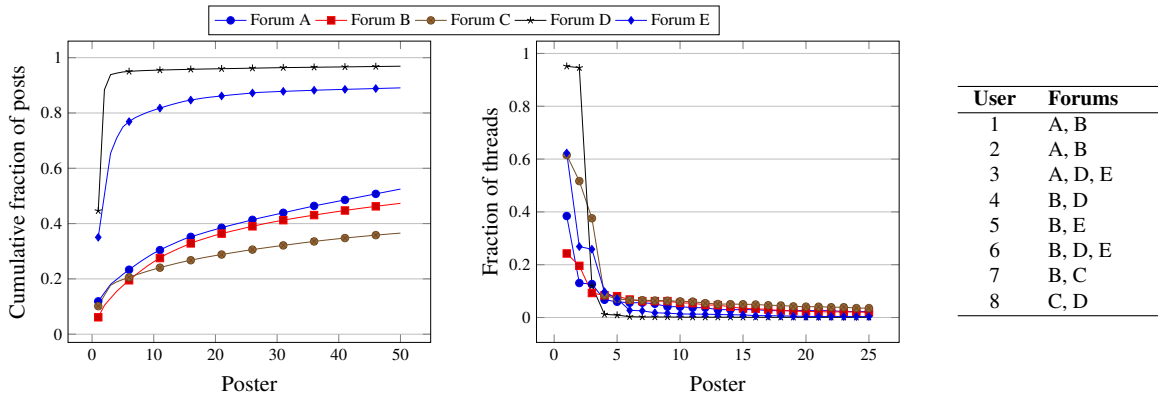 Forum A Forum B Forum C Forum D Forum E
Cumulative fraction of posts
1
0.8
0.6
0.4
0.2
0
0 10 20 30 40 50
Poster
Fraction of threads
1
0.8
0.6
0.4
0.2
0
0 5 10 15 20 25
Poster
User Forums
1 A, B
2 A, B
3 A, D, E
4 B, D
5 B, E
6 B, D, E
7 B, C
8 C, D